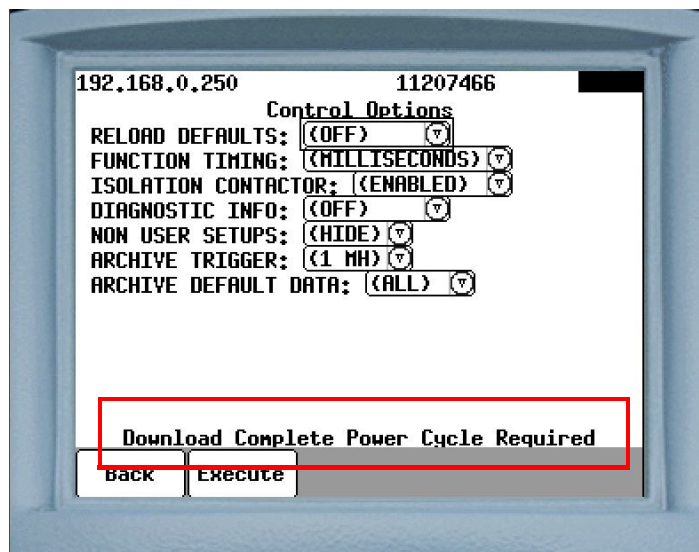 192.168.0.250 11207466
Control Options
RELOAD DEFAULTS: (OFF)
FUNCTION TIMING: (MILLISECONDS)
ISOLATION CONTACTOR: (ENABLED)
DIAGNOSTIC INFO: (OFF)
NON USER SETUPS: (HIDE)
ARCHIVE TRIGGER: (1 MH)
ARCHIVE DEFAULT DATA: (ALL)
Download Complete Power Cycle Required
Back Execute